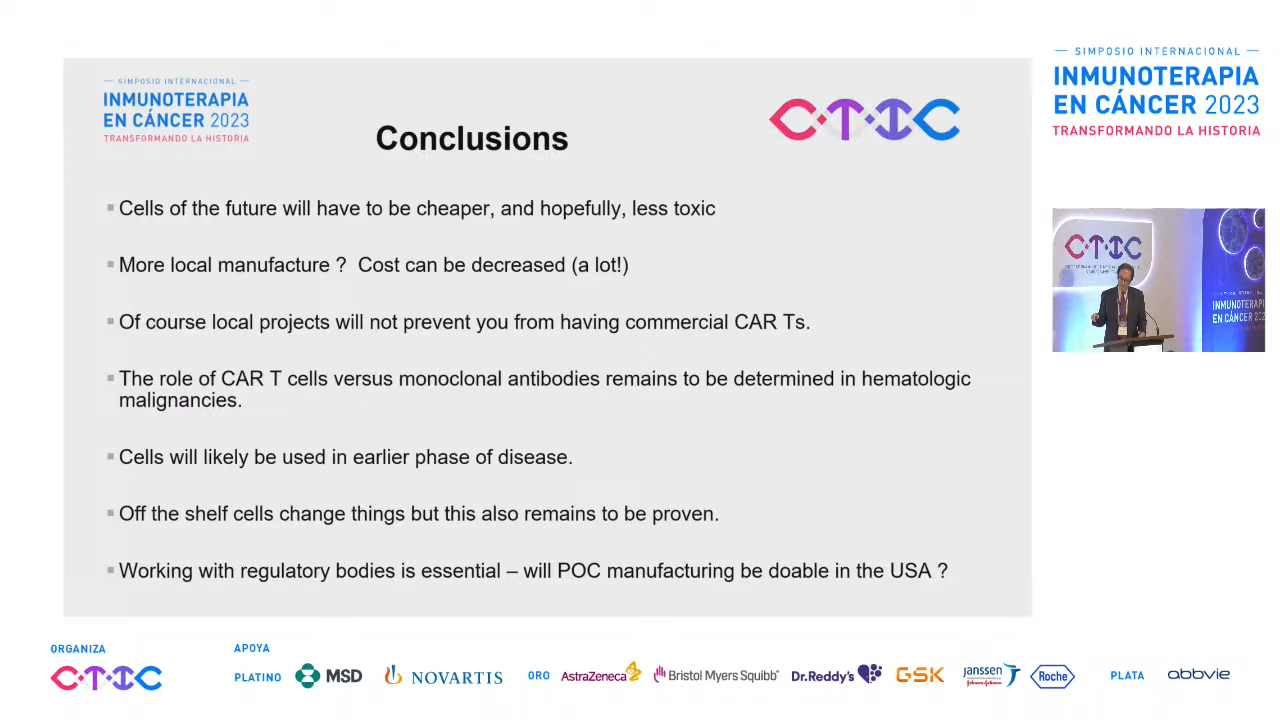 — SIMPOSIO INTERNACIONAL —
INMUNOTERAPIA
EN CÁNCER 2023
TRANSFORMANDO LA HISTORIA
CTIC
Conclusions
Cells of the future will have to be cheaper, and hopefully, less toxic
More local manufacture ? Cost can be decreased (a lot!)
Of course local projects will not prevent you from having commercial CAR Ts.
The role of CAR T cells versus monoclonal antibodies remains to be determined in hematologic
malignancies.
Cells will likely be used in earlier phase of disease.
Off the shelf cells change things but this also remains to be proven.
Working with regulatory bodies is essential – will POC manufacturing be doable in the USA ?
— SIMPOSIO INTERNACIONAL —
INMUNOTERAPIA
EN CÁNCER 2023
TRANSFORMANDO LA HISTORIA
CTIC
INMUNOTERAPI
EN CÁNCER 202
ORGANIZA
CTIC
APOYA
PLATINO
MSD
NOVARTIS
ORO
AstraZeneca
Bristol Myers Squibb
Dr.Reddy's
GSK
Janssen
Johnson-Johnson
Roche
PLATA
abbvie